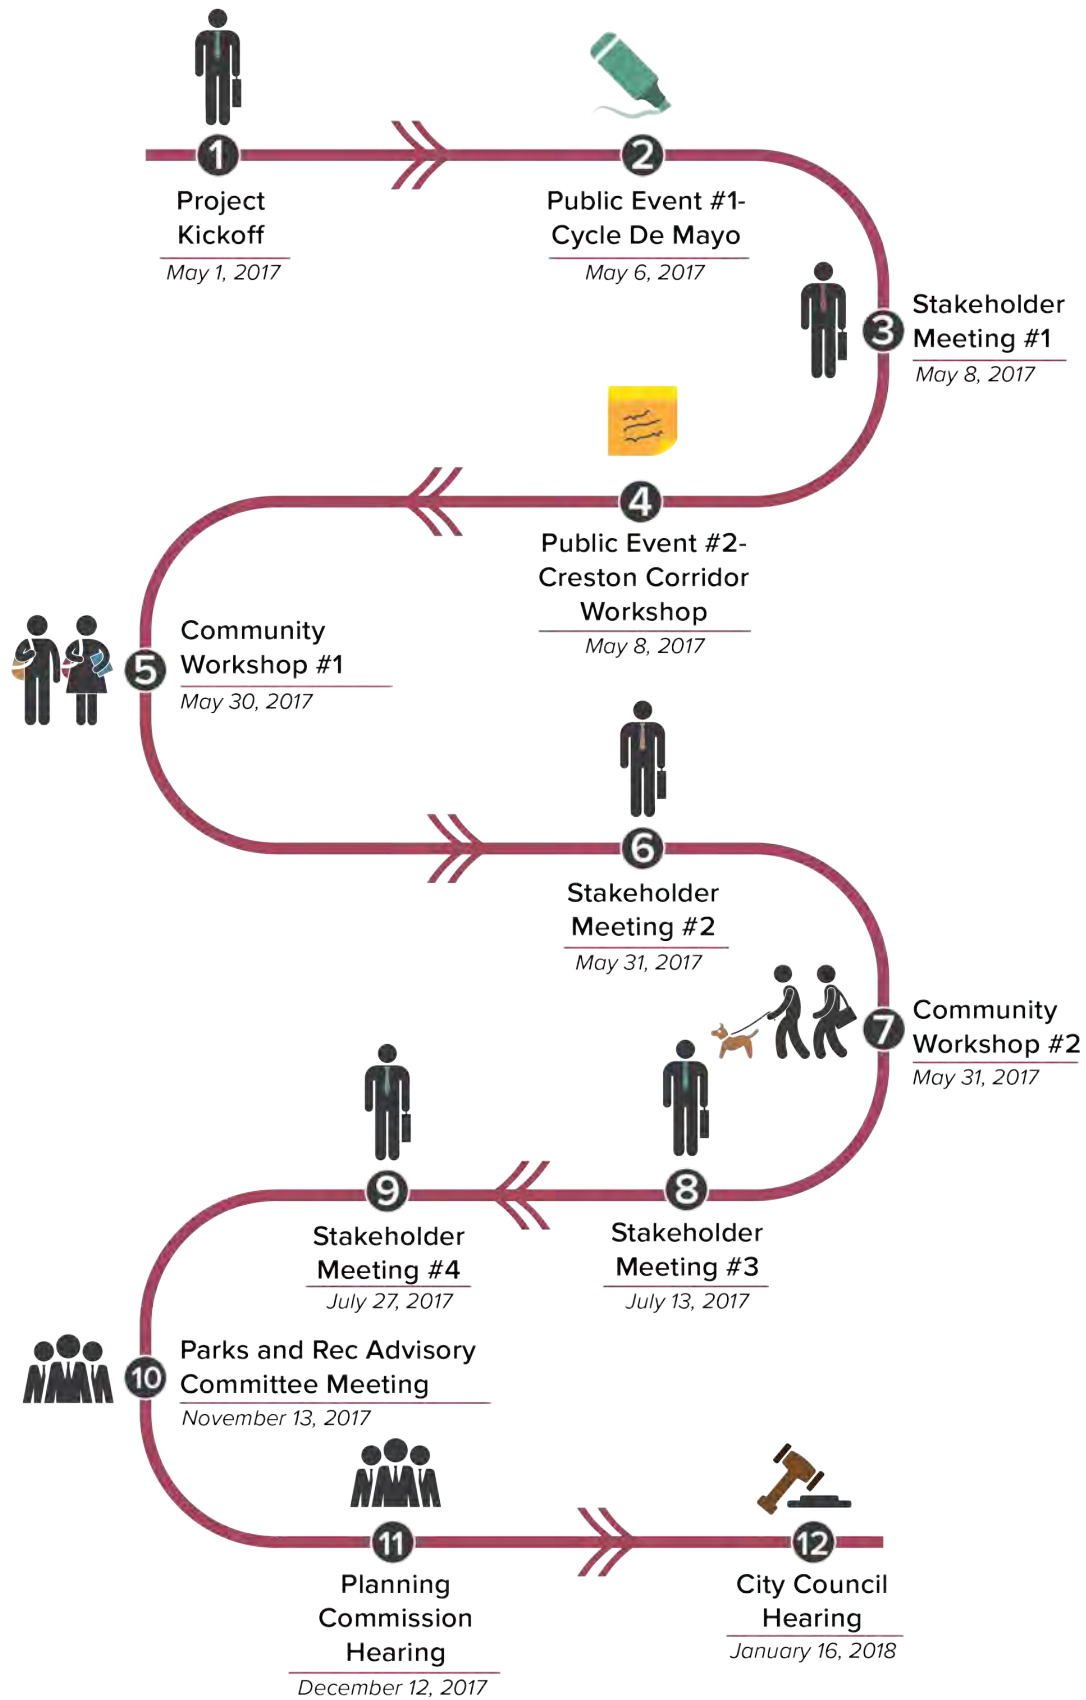 1
Project
Kickoff
May 1, 2017
2
Public Event #1-
Cycle De Mayo
May 6, 2017
3
Stakeholder
Meeting #1
May 8, 2017
4
Public Event #2-
Creston Corridor
Workshop
May 8, 2017
5
Community
Workshop #1
May 30, 2017
6
Stakeholder
Meeting #2
May 31, 2017
7
Community
Workshop #2
May 31, 2017
8
Stakeholder
Meeting #3
July 13, 2017
9
Stakeholder
Meeting #4
July 27, 2017
10
Parks and Rec Advisory
Committee Meeting
November 13, 2017
11
Planning
Commission
Hearing
December 12, 2017
12
City Council
Hearing
January 16, 2018